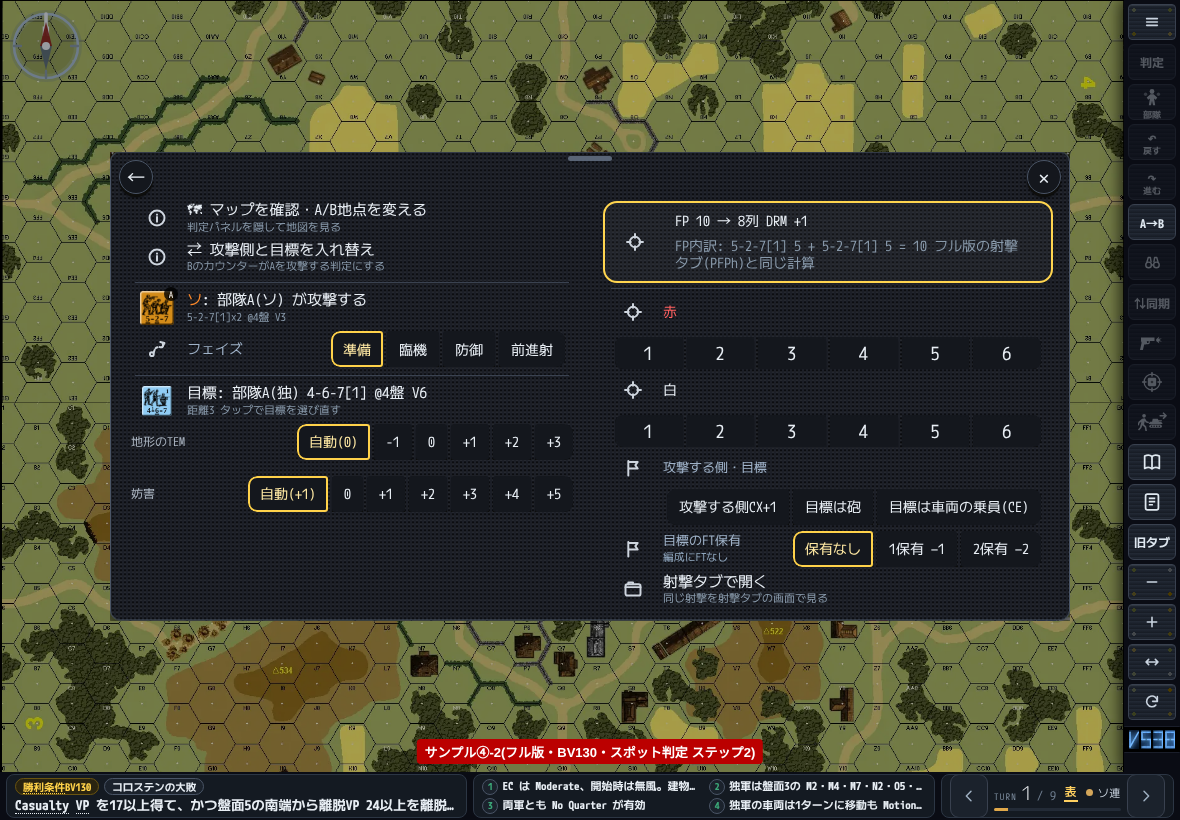 判定
部隊
戻す
進む
A→B
↑↓同期
旧タブ
VS38
🗺 マップを確認・A/B地点を変える
判定パネルを隠して地図を見る
⇄ 攻撃側と目標を入れ替え
BのカウンターがAを攻撃する判定にする
A
5-2-7
ソ: 部隊A(ソ) が攻撃する
5-2-7[1]x2 @4盤 V3
フェイズ
準備 臨機 防御 前進射
4-6-7
目標: 部隊A(独) 4-6-7[1] @4盤 V6
距離3 タップで目標を選び直す
地形のTEM
自動(0) -1 0 +1 +2 +3
妨害
自動(+1) 0 +1 +2 +3 +4 +5
FP 10 → 8列 DRM +1
FP内訳: 5-2-7[1] 5 + 5-2-7[1] 5 = 10 フル版の射撃
タブ(PFPh)と同じ計算
赤
1 2 3 4 5 6
白
1 2 3 4 5 6
攻撃する側・目標
攻撃する側CX+1 目標は砲 目標は車両の乗員(CE)
目標のFT保有
編成にFTなし
保有なし 1保有 −1 2保有 −2
射撃タブで開く
同じ射撃を射撃タブの画面で見る
4
3
△534
△522
サンプル④-2(フル版・BV130・スポット判定 ステップ2)
勝利条件BV130 コロステンの大敗
Casualty VP を17以上得て、かつ盤面5の南端から離脱VP 24以上を離脱…
1 EC は Moderate、開始時は無風。建物…
2 独軍は盤面3の M2・M4・M7・N2・O5・…
3 両軍とも No Quarter が有効
4 独軍の車両は1ターンに移動も Motion…
TURN 1 / 9 表 ソ連